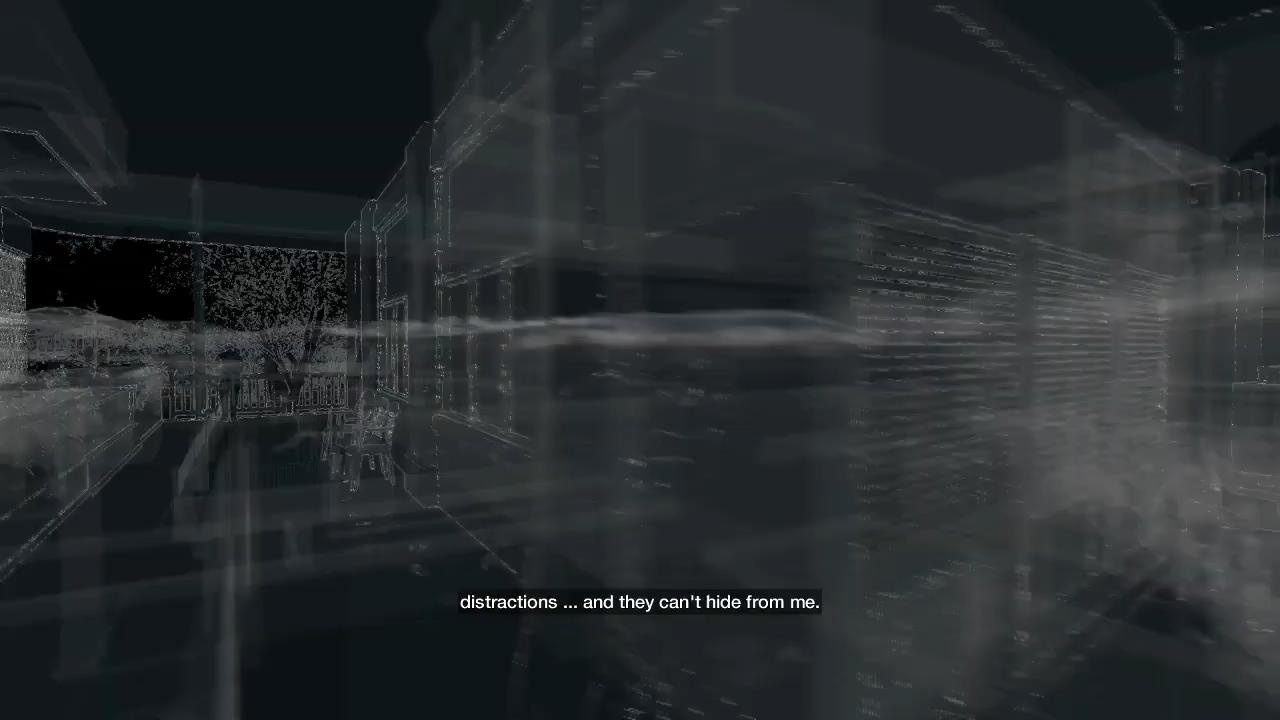 distractions ... and they can't hide from me.